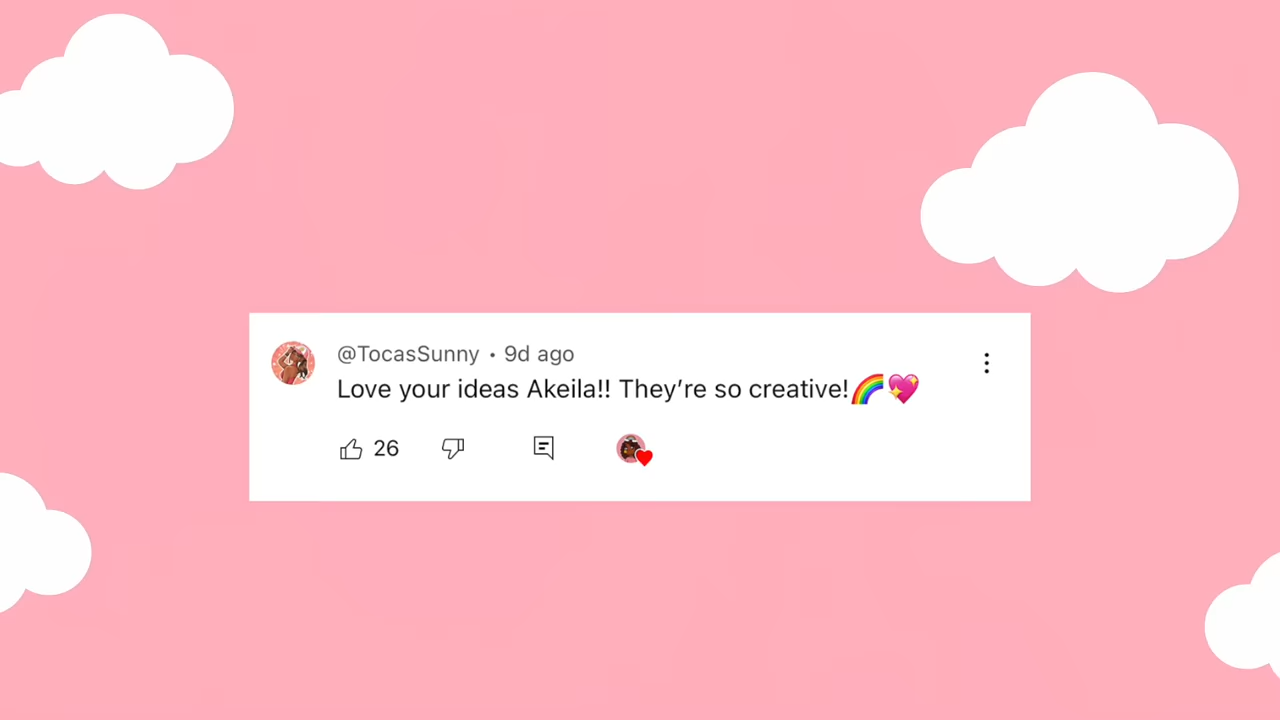 @TocasSunny • 9d ago
Love your ideas Akeila!! They’re so creative!🌈💖
26